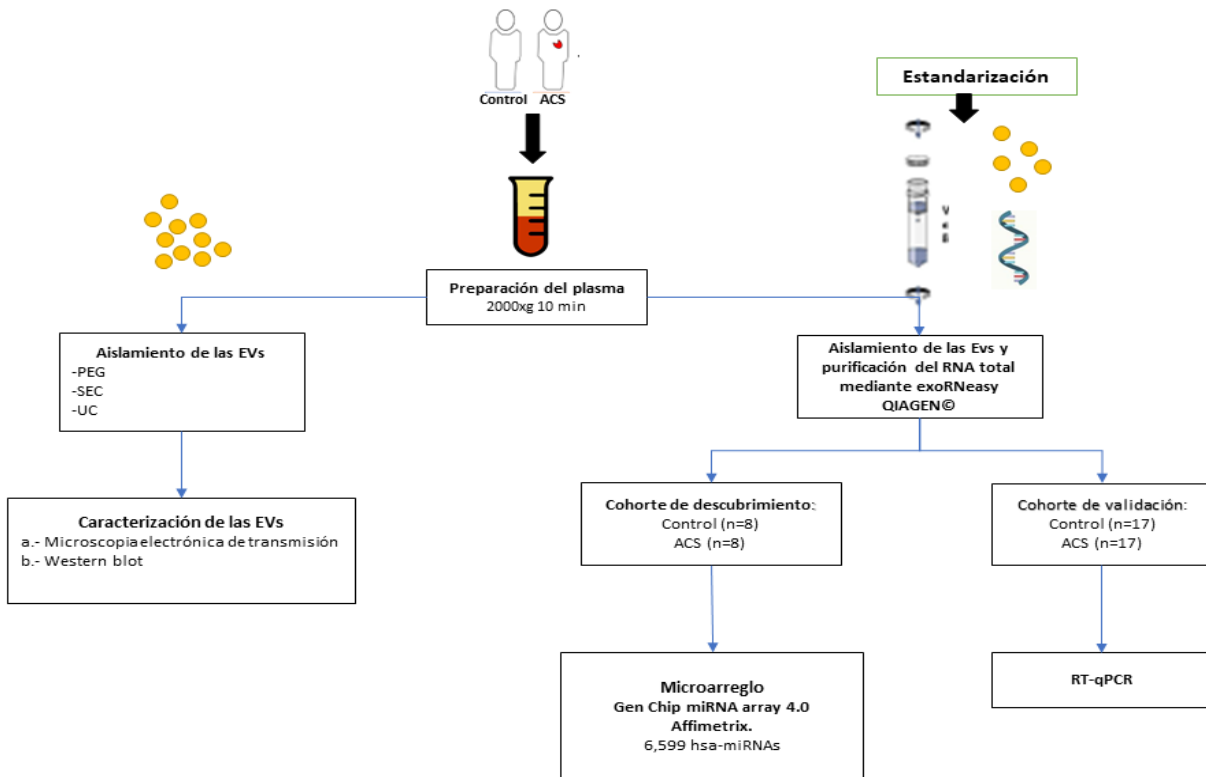 Control ACS
Estandarización
V
e
Preparación del plasma
2000xg 10 min
Aislamiento de las EVs
-PEG
-SEC
-UC
Aislamiento de las Evs y
purificación del RNA total
mediante exoRNeasy
QIAGEN©
Caracterización de las EVs
a.- Microscopia electrónica de transmisión
b.- Western blot
Cohorte de descubrimiento:
Control (n=8)
ACS (n=8)
Cohorte de validación:
Control (n=17)
ACS (n=17)
Microarreglo
Gen Chip miRNA array 4.0
Affimetrix.
6,599 hsa-miRNAs
RT-qPCR